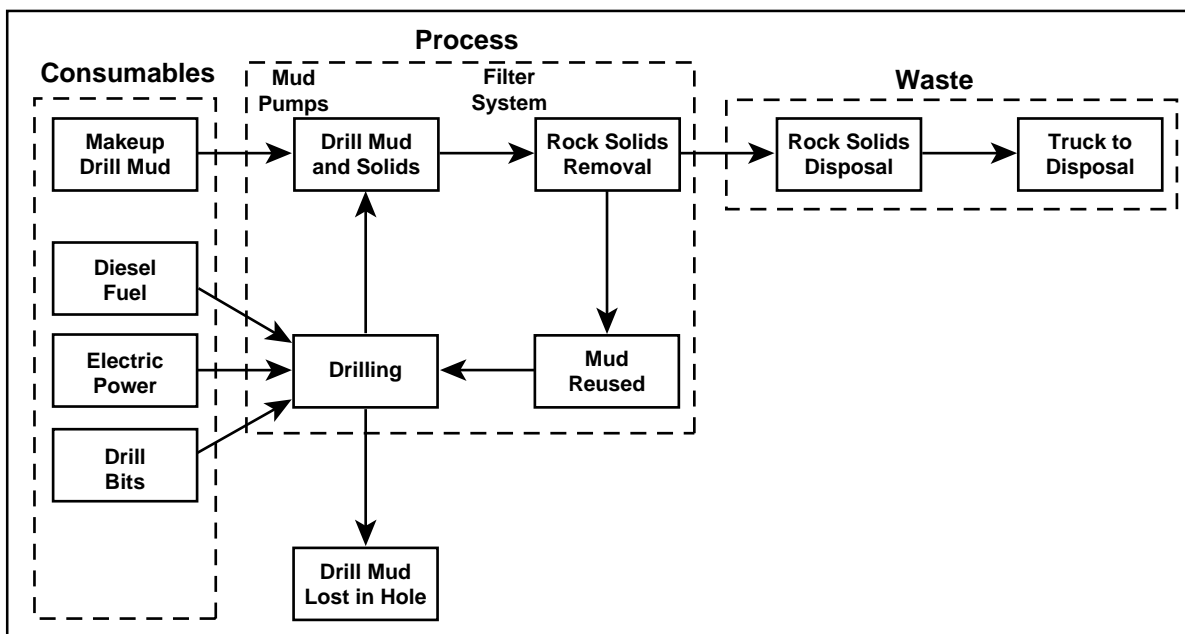 Process
Consumables
Waste
Mud
Pumps
Filter
System
Makeup
Drill Mud
Drill Mud
and Solids
Rock Solids
Removal
Rock Solids
Disposal
Truck to
Disposal
Diesel
Fuel
Electric
Power
Drilling
Mud
Reused
Drill
Bits
Drill Mud
Lost in Hole